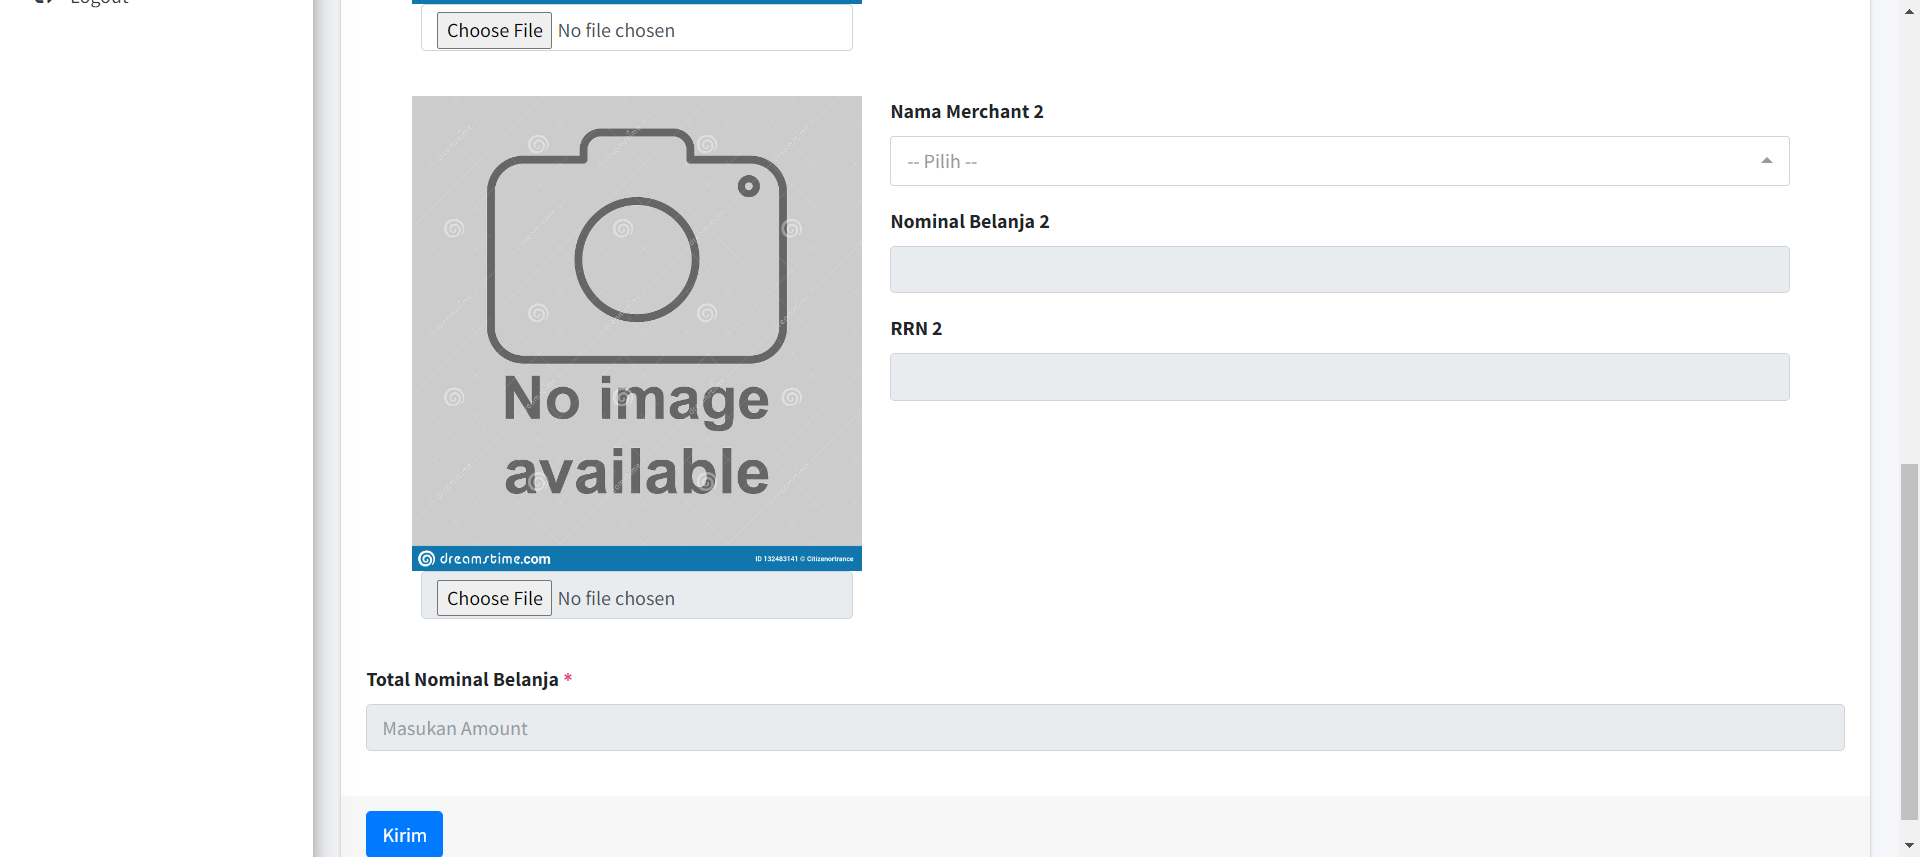 Logout
Choose File No file chosen
Nama Merchant 2
-- Pilih --
Nominal Belanja 2
RRN 2
No image
available
dreamstime.com
ID 132483141 © Citizenortrance
Choose File No file chosen
Total Nominal Belanja *
Masukan Amount
Kirim